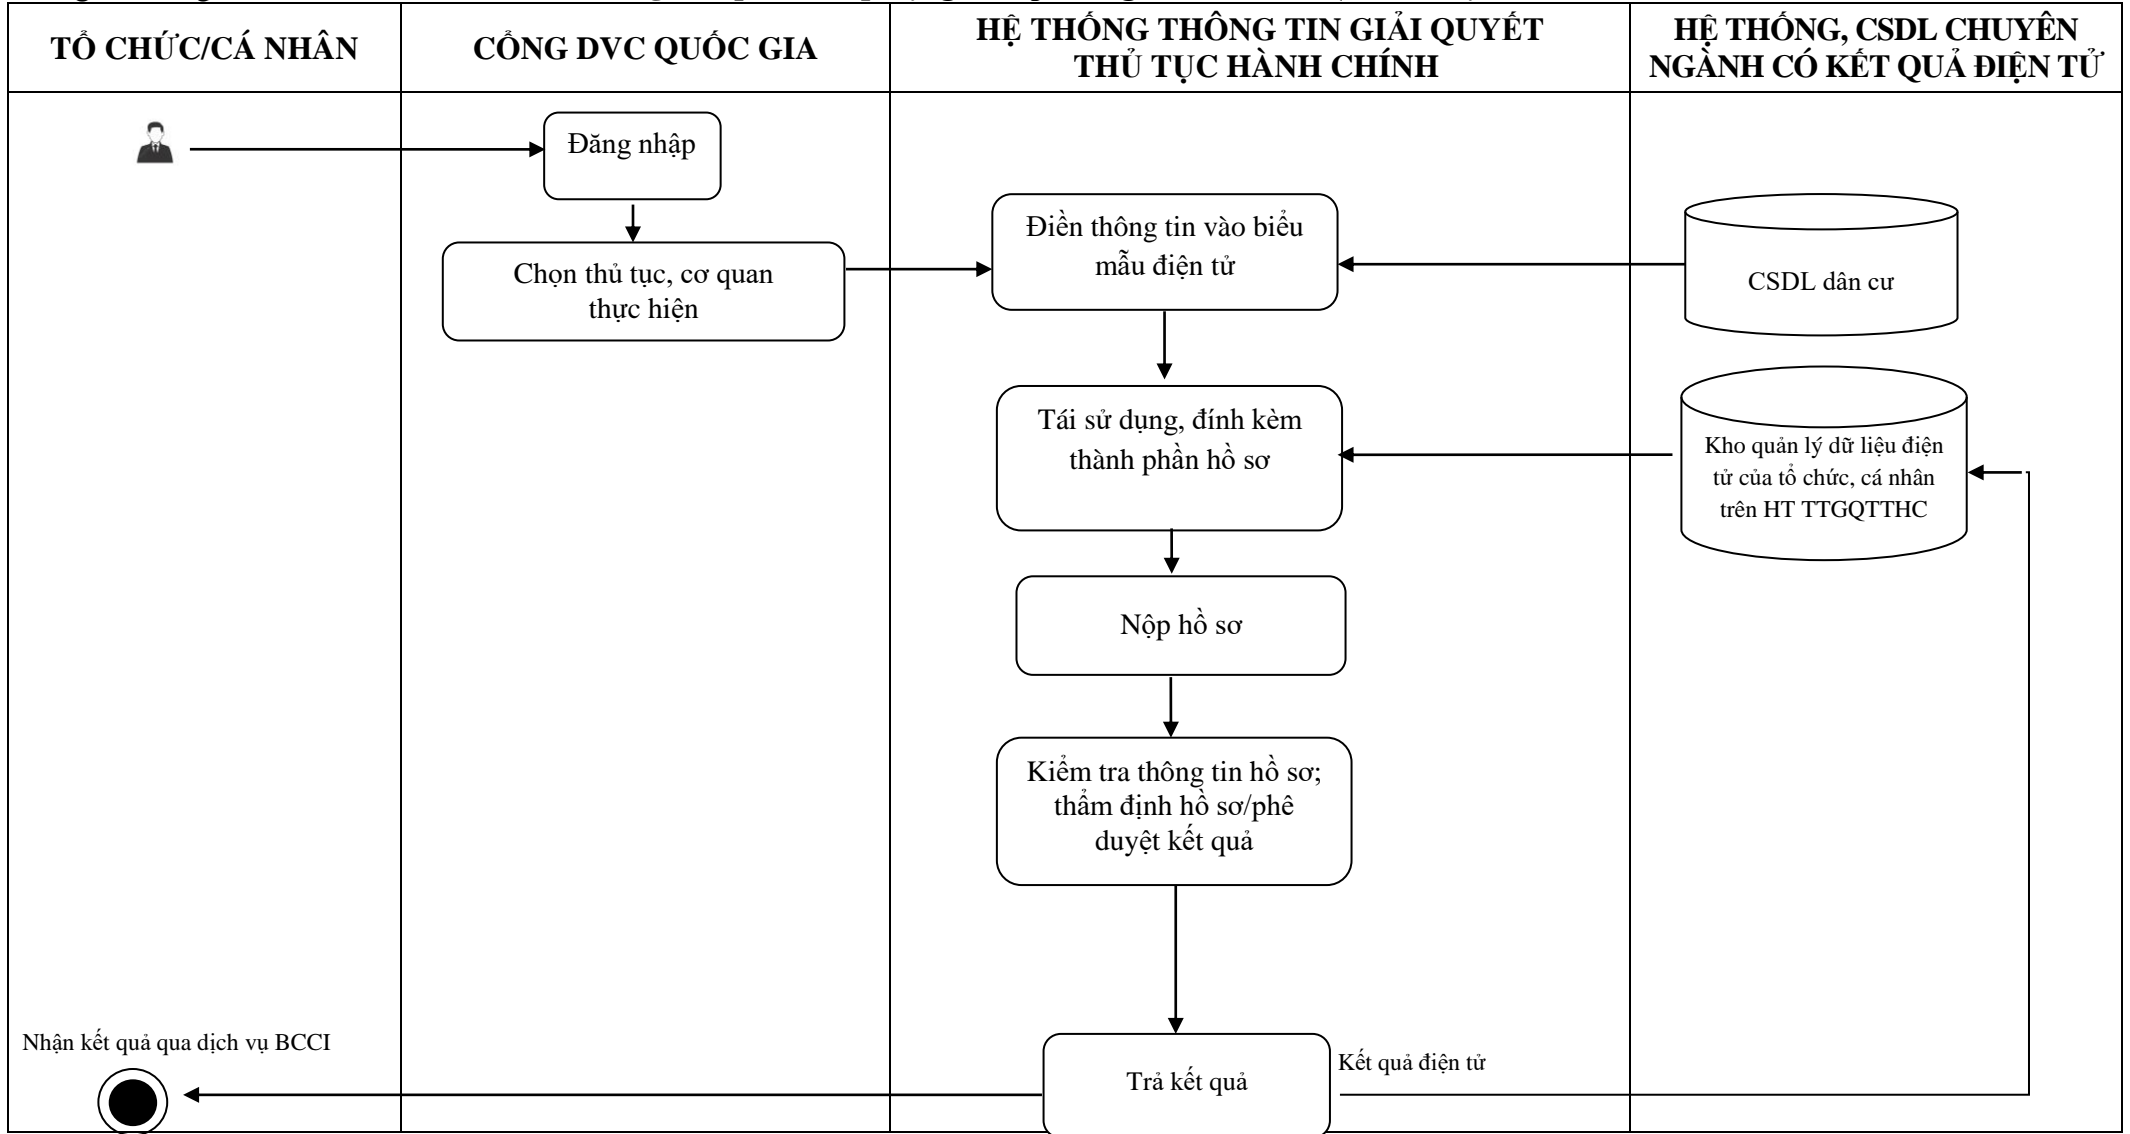 TỔ CHỨC/CÁ NHÂN
CỔNG DVC QUỐC GIA
HỆ THỐNG THÔNG TIN GIẢI QUYẾT
THỦ TỤC HÀNH CHÍNH
HỆ THỐNG, CSDL CHUYÊN
NGÀNH CÓ KẾT QUẢ ĐIỆN TỬ
Đăng nhập
Chọn thủ tục, cơ quan
thực hiện
Điền thông tin vào biểu
mẫu điện tử
CSDL dân cư
Tái sử dụng, đính kèm
thành phần hồ sơ
Kho quản lý dữ liệu điện
tử của tổ chức, cá nhân
trên HT TTGQTTHC
Nộp hồ sơ
Kiểm tra thông tin hồ sơ;
thẩm định hồ sơ/phê
duyệt kết quả
Nhận kết quả qua dịch vụ BCCI
Trả kết quả
Kết quả điện tử